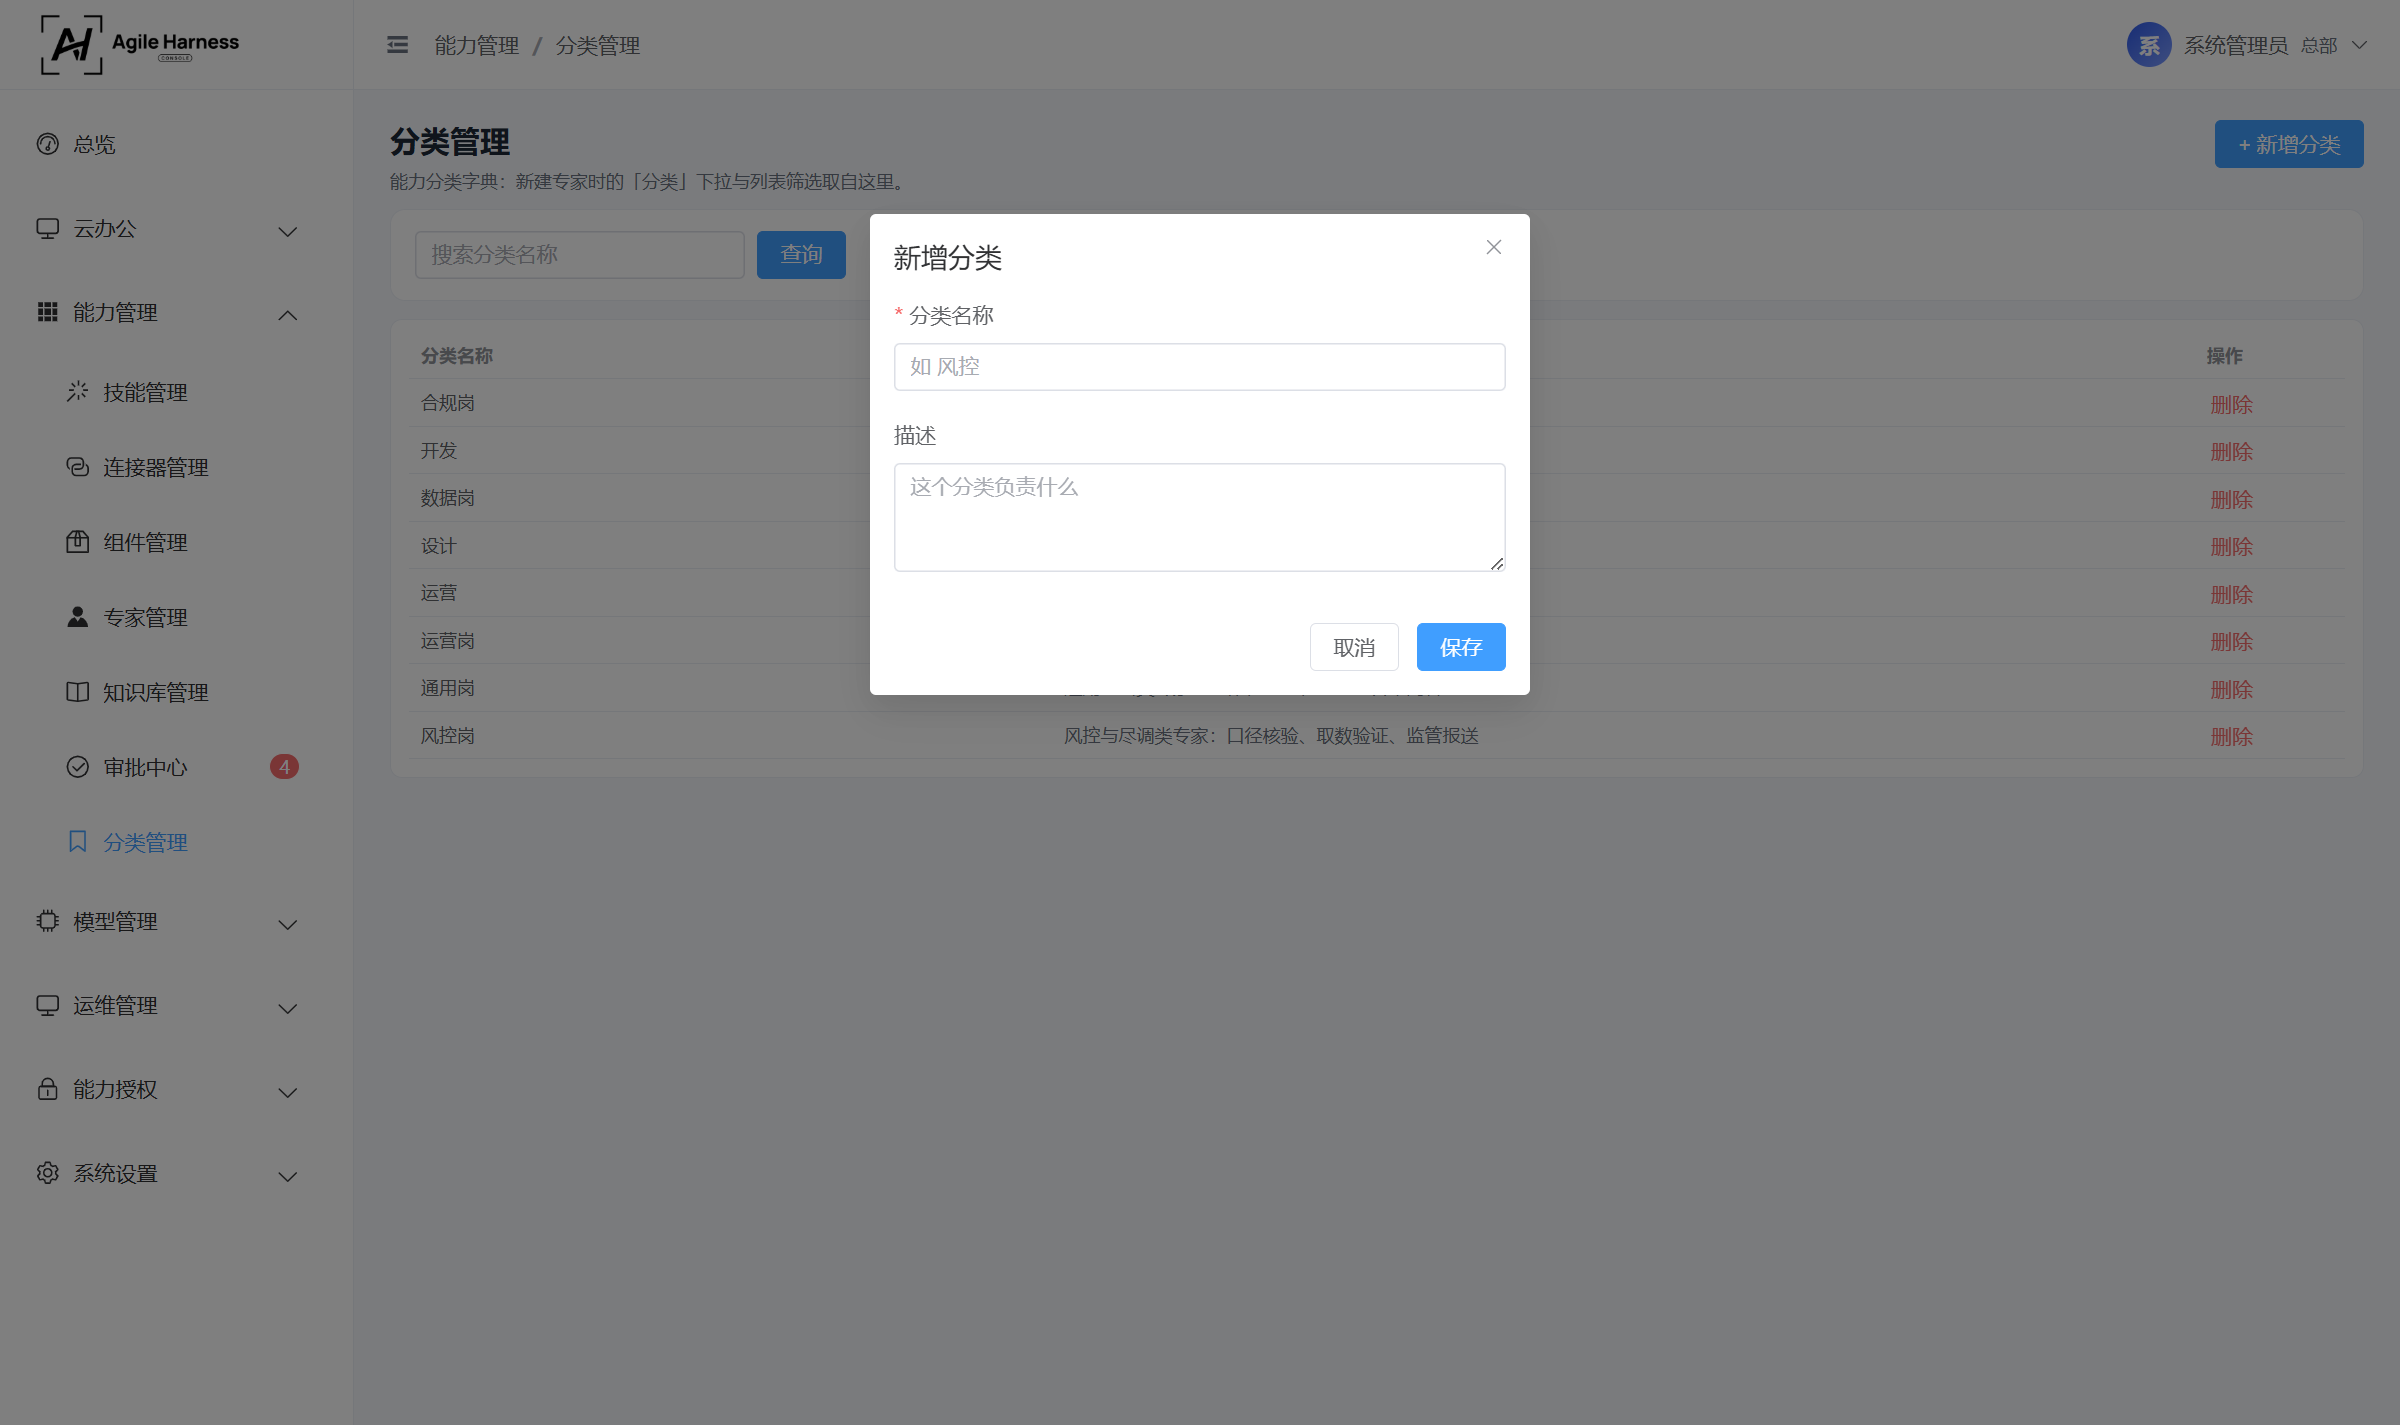 Agile Harness
CONSOLE
能力管理 / 分类管理
系 系统管理员 总部
总览
云办公
能力管理
技能管理
连接器管理
组件管理
专家管理
知识库管理
审批中心 4
分类管理
模型管理
运维管理
能力授权
系统设置
分类管理
+ 新增分类
能力分类字典：新建专家时的「分类」下拉与列表筛选取自这里。
搜索分类名称 查询
分类名称 操作
合规岗 删除
开发 删除
数据岗 删除
设计 删除
运营 删除
运营岗 删除
通用岗 删除
风控岗 风控与尽调类专家：口径核验、取数验证、监管报送 删除
新增分类
* 分类名称
如 风控
描述
这个分类负责什么
取消 保存